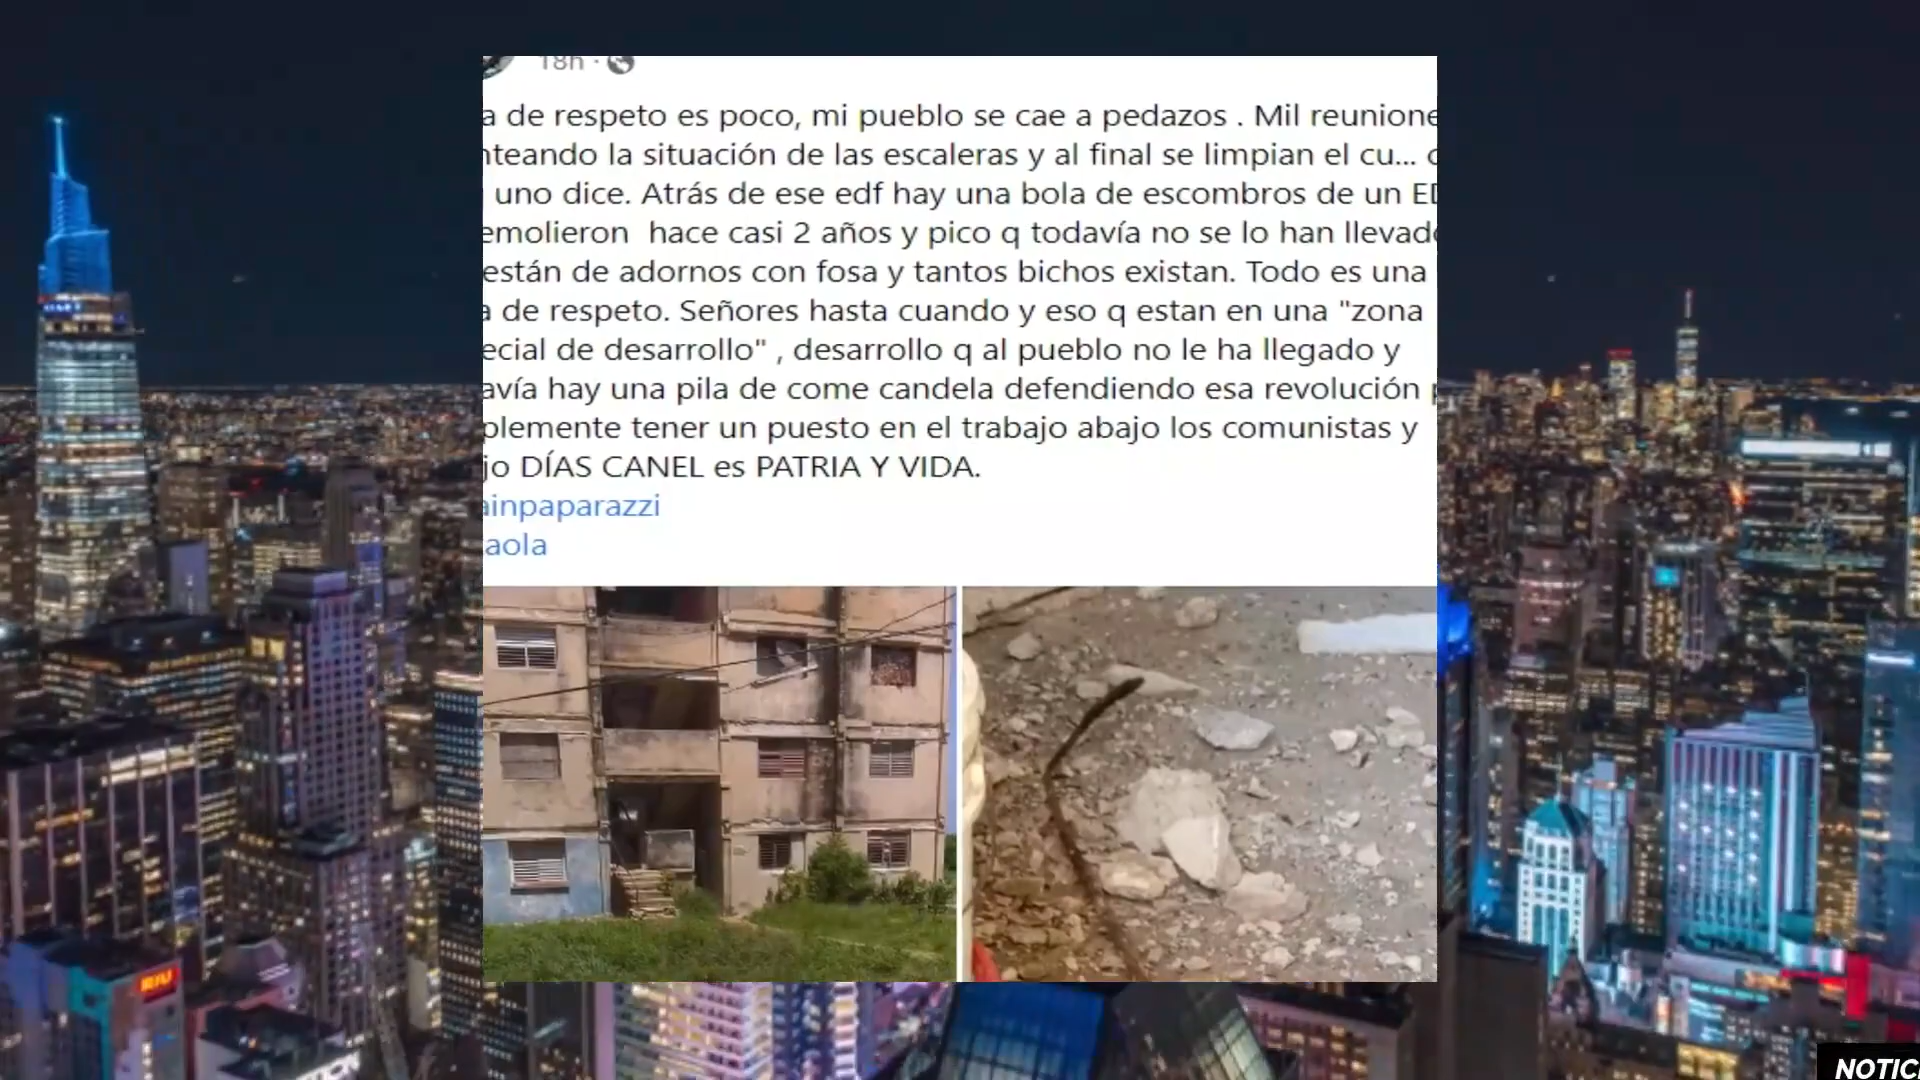 18h ·
a de respeto es poco, mi pueblo se cae a pedazos . Mil reunione
nteando la situación de las escaleras y al final se limpian el cu...
uno dice. Atrás de ese edf hay una bola de escombros de un ED
emolieron hace casi 2 años y pico q todavía no se lo han llevado
están de adornos con fosa y tantos bichos existan. Todo es una
a de respeto. Señores hasta cuando y eso q estan en una "zona
ecial de desarrollo" , desarrollo q al pueblo no le ha llegado y
avía hay una pila de come candela defendiendo esa revolución p
plemente tener un puesto en el trabajo abajo los comunistas y
jo DÍAS CANEL es PATRIA Y VIDA.
ainpaparazzi
aola
RIU
NOTIC